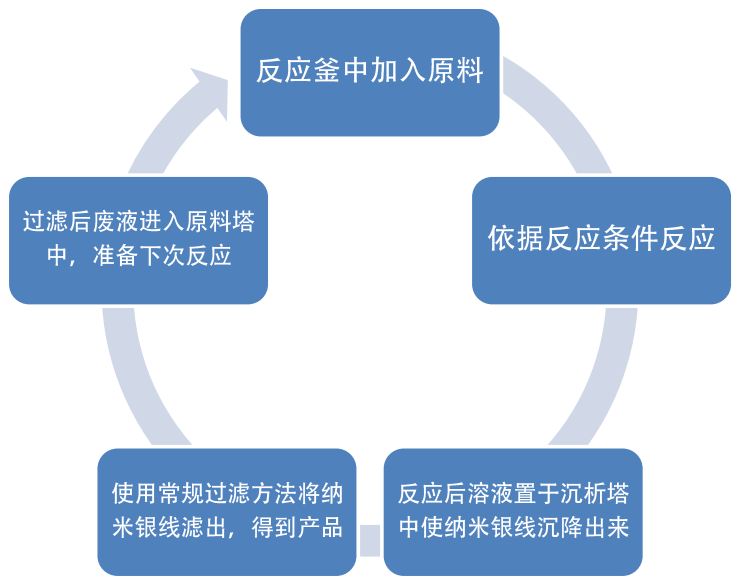 反应釜中加入原料
依据反应条件反应
反应后溶液置于沉析塔
中使纳米银线沉降出来
使用常规过滤方法将纳
米银线滤出，得到产品
过滤后废液进入原料塔
中，准备下次反应